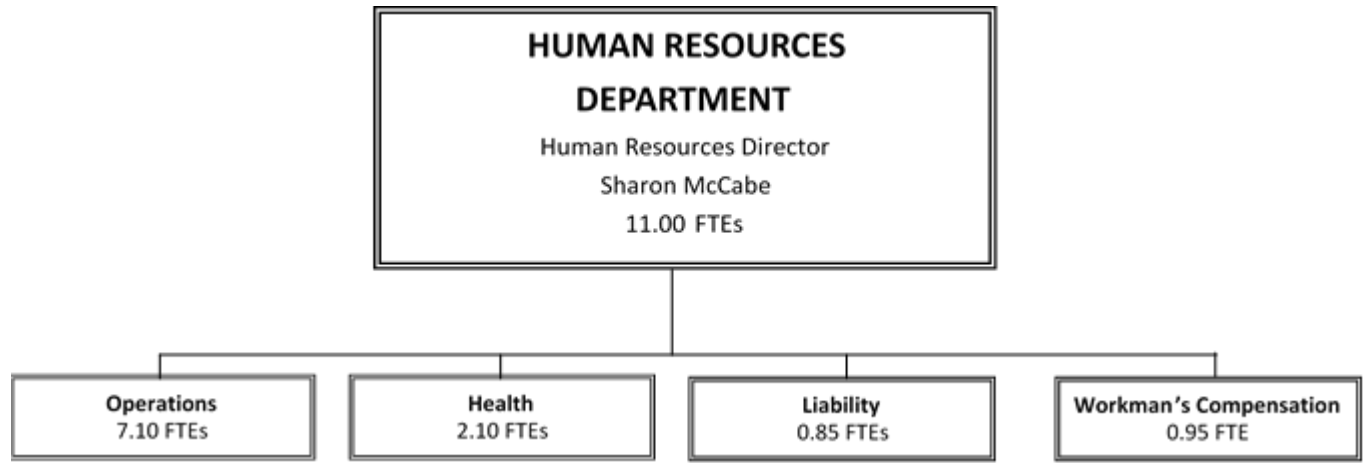 HUMAN RESOURCES
DEPARTMENT
Human Resources Director
Sharon McCabe
11.00 FTEs
Operations
7.10 FTEs
Health
2.10 FTEs
Liability
0.85 FTEs
Workman's Compensation
0.95 FTE